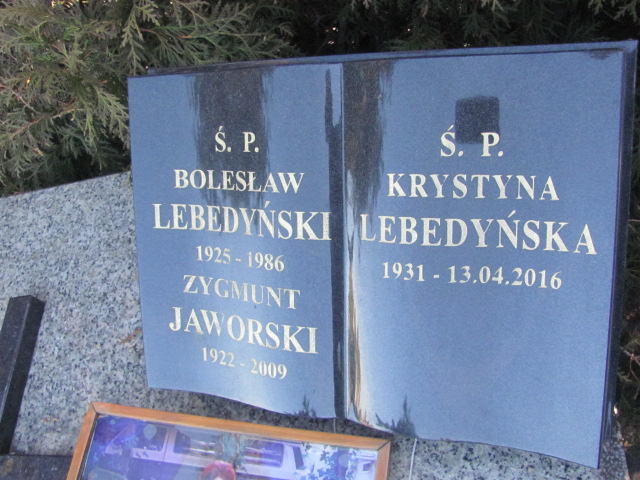 Ś. P.
BOLESŁAW
LEBEDYŃSKI
1925 - 1986
ZYGMUNT
JAWORSKI
1922 - 2009
Ś. P.
KRYSTYNA
LEBEDYŃSKA
1931 - 13.04.2016